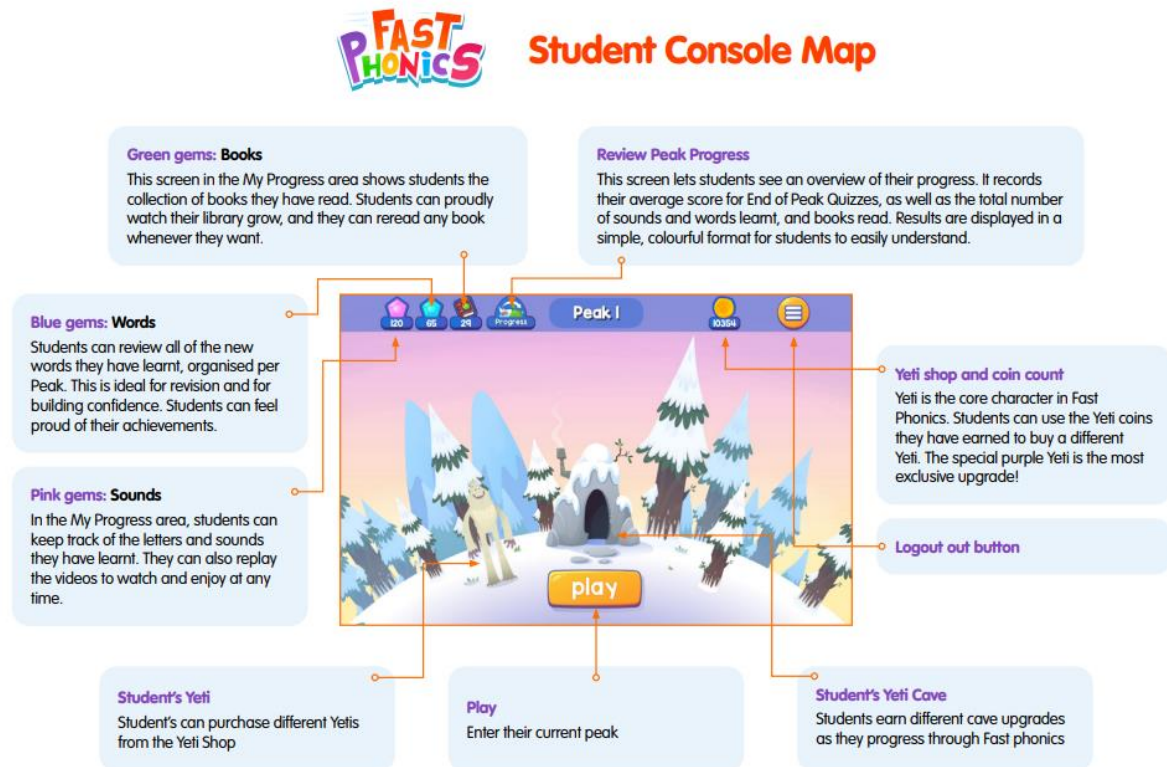 FAST
PHONICS
Student Console Map
Green gems: Books
This screen in the My Progress area shows students the
collection of books they have read. Students can proudly
watch their library grow, and they can reread any book
whenever they want.
Review Peak Progress
This screen lets students see an overview of their progress. It records
their average score for End of Peak Quizzes, as well as the total number
of sounds and words learnt, and books read. Results are displayed in a
simple, colourful format for students to easily understand.
Blue gems: Words
Students can review all of the new
words they have learnt, organised per
Peak. This is ideal for revision and for
building confidence. Students can feel
proud of their achievements.
Pink gems: Sounds
In the My Progress area, students can
keep track of the letters and sounds
they have learnt. They can also replay
the videos to watch and enjoy at any
time.
120
65
29
Progress
Peak 1
10354
play
Yeti shop and coin count
Yeti is the core character in Fast
Phonics. Students can use the Yeti coins
they have earned to buy a different
Yeti. The special purple Yeti is the most
exclusive upgrade!
Logout out button
Student's Yeti
Student's can purchase different Yetis
from the Yeti Shop
Play
Enter their current peak
Student's Yeti Cave
Students earn different cave upgrades
as they progress through Fast phonics